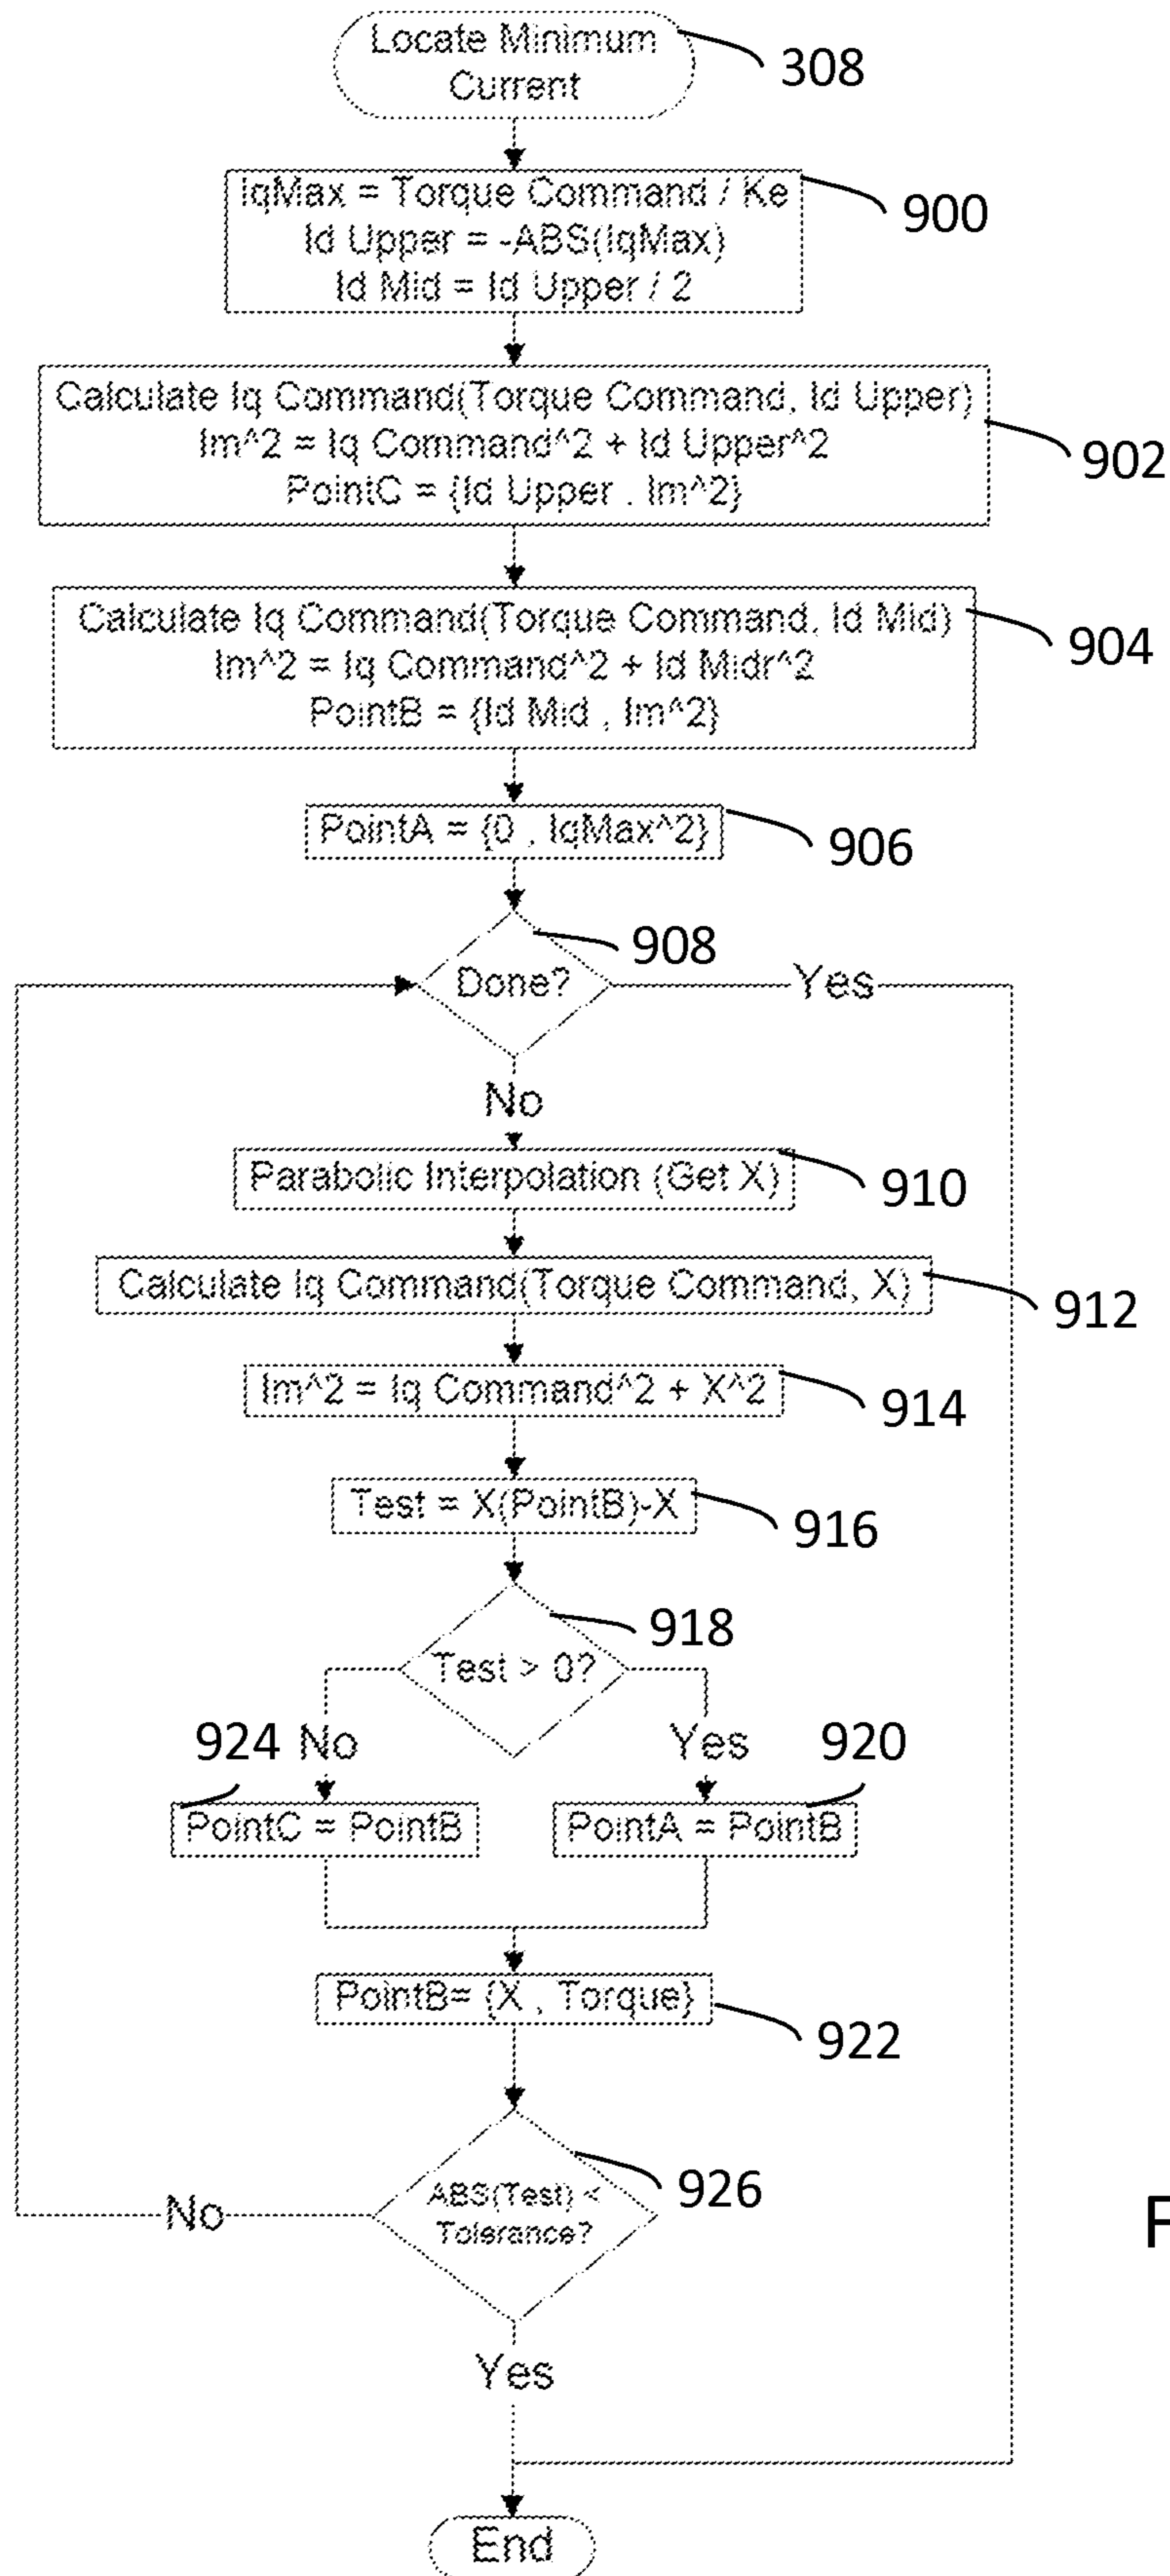 Locate Minimum
Current
308
IqMax = Torque Command / Ke
Id Upper = -ABS(IqMax)
Id Mid = Id Upper / 2
900
Calculate Iq Command(Torque Command, Id Upper)
Im^2 = Iq Command^2 + Id Upper^2
PointC = {Id Upper , Im^2}
902
Calculate Iq Command(Torque Command, Id Mid)
Im^2 = Iq Command^2 + Id Midr^2
PointB = {Id Mid , Im^2}
904
PointA = {0 , IqMax^2}
906
908
Done?
Yes
No
Parabolic Interpolation (Get X)
910
Calculate Iq Command(Torque Command, X)
912
Im^2 = Iq Command^2 + X^2
914
Test = X(PointB)-X
916
918
Test > 0?
924 No
Yes 920
PointC = PointB
PointA = PointB
PointB= {X , Torque}
922
ABS(Test) <
Tolerance?
926
No
F
Yes
End